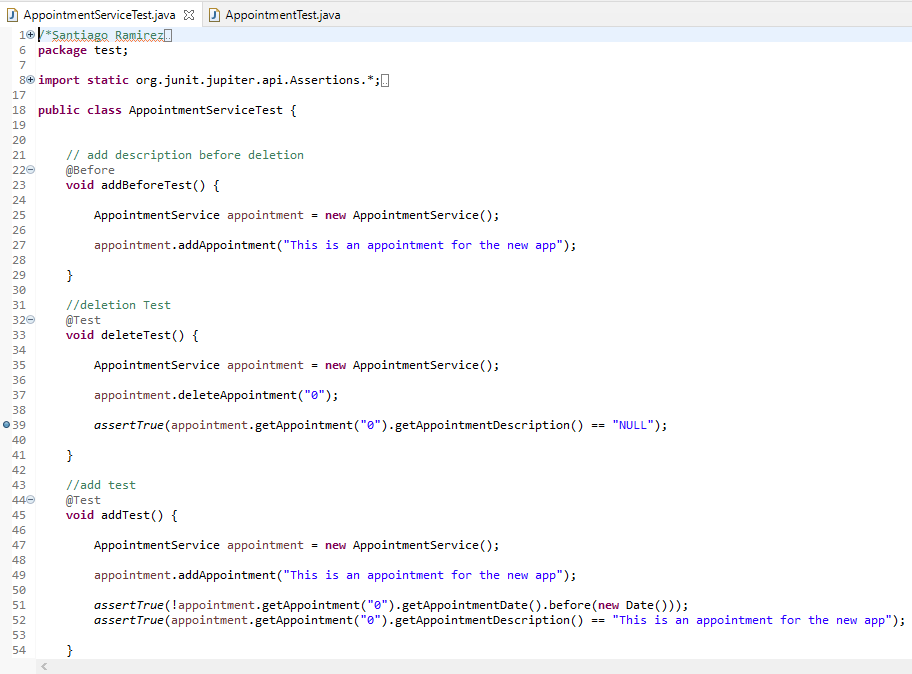 AppointmentServiceTest.java AppointmentTest.java
1 /*Santiago Ramirez
6 package test;
7
8 import static org.junit.jupiter.api.Assertions.*;
17
18 public class AppointmentServiceTest {
19
20
21 // add description before deletion
22 @Before
23 void addBeforeTest() {
24
25 AppointmentService appointment = new AppointmentService();
26
27 appointment.addAppointment("This is an appointment for the new app");
28
29 }
30
31 //deletion Test
32 @Test
33 void deleteTest() {
34
35 AppointmentService appointment = new AppointmentService();
36
37 appointment.deleteAppointment("0");
38
39 assertTrue(appointment.getAppointment("0").getAppointmentDescription() == "NULL");
40
41 }
42
43 //add test
44 @Test
45 void addTest() {
46
47 AppointmentService appointment = new AppointmentService();
48
49 appointment.addAppointment("This is an appointment for the new app");
50
51 assertTrue(!appointment.getAppointment("0").getAppointmentDate().before(new Date()));
52 assertTrue(appointment.getAppointment("0").getAppointmentDescription() == "This is an appointment for the new app");
53
54 }